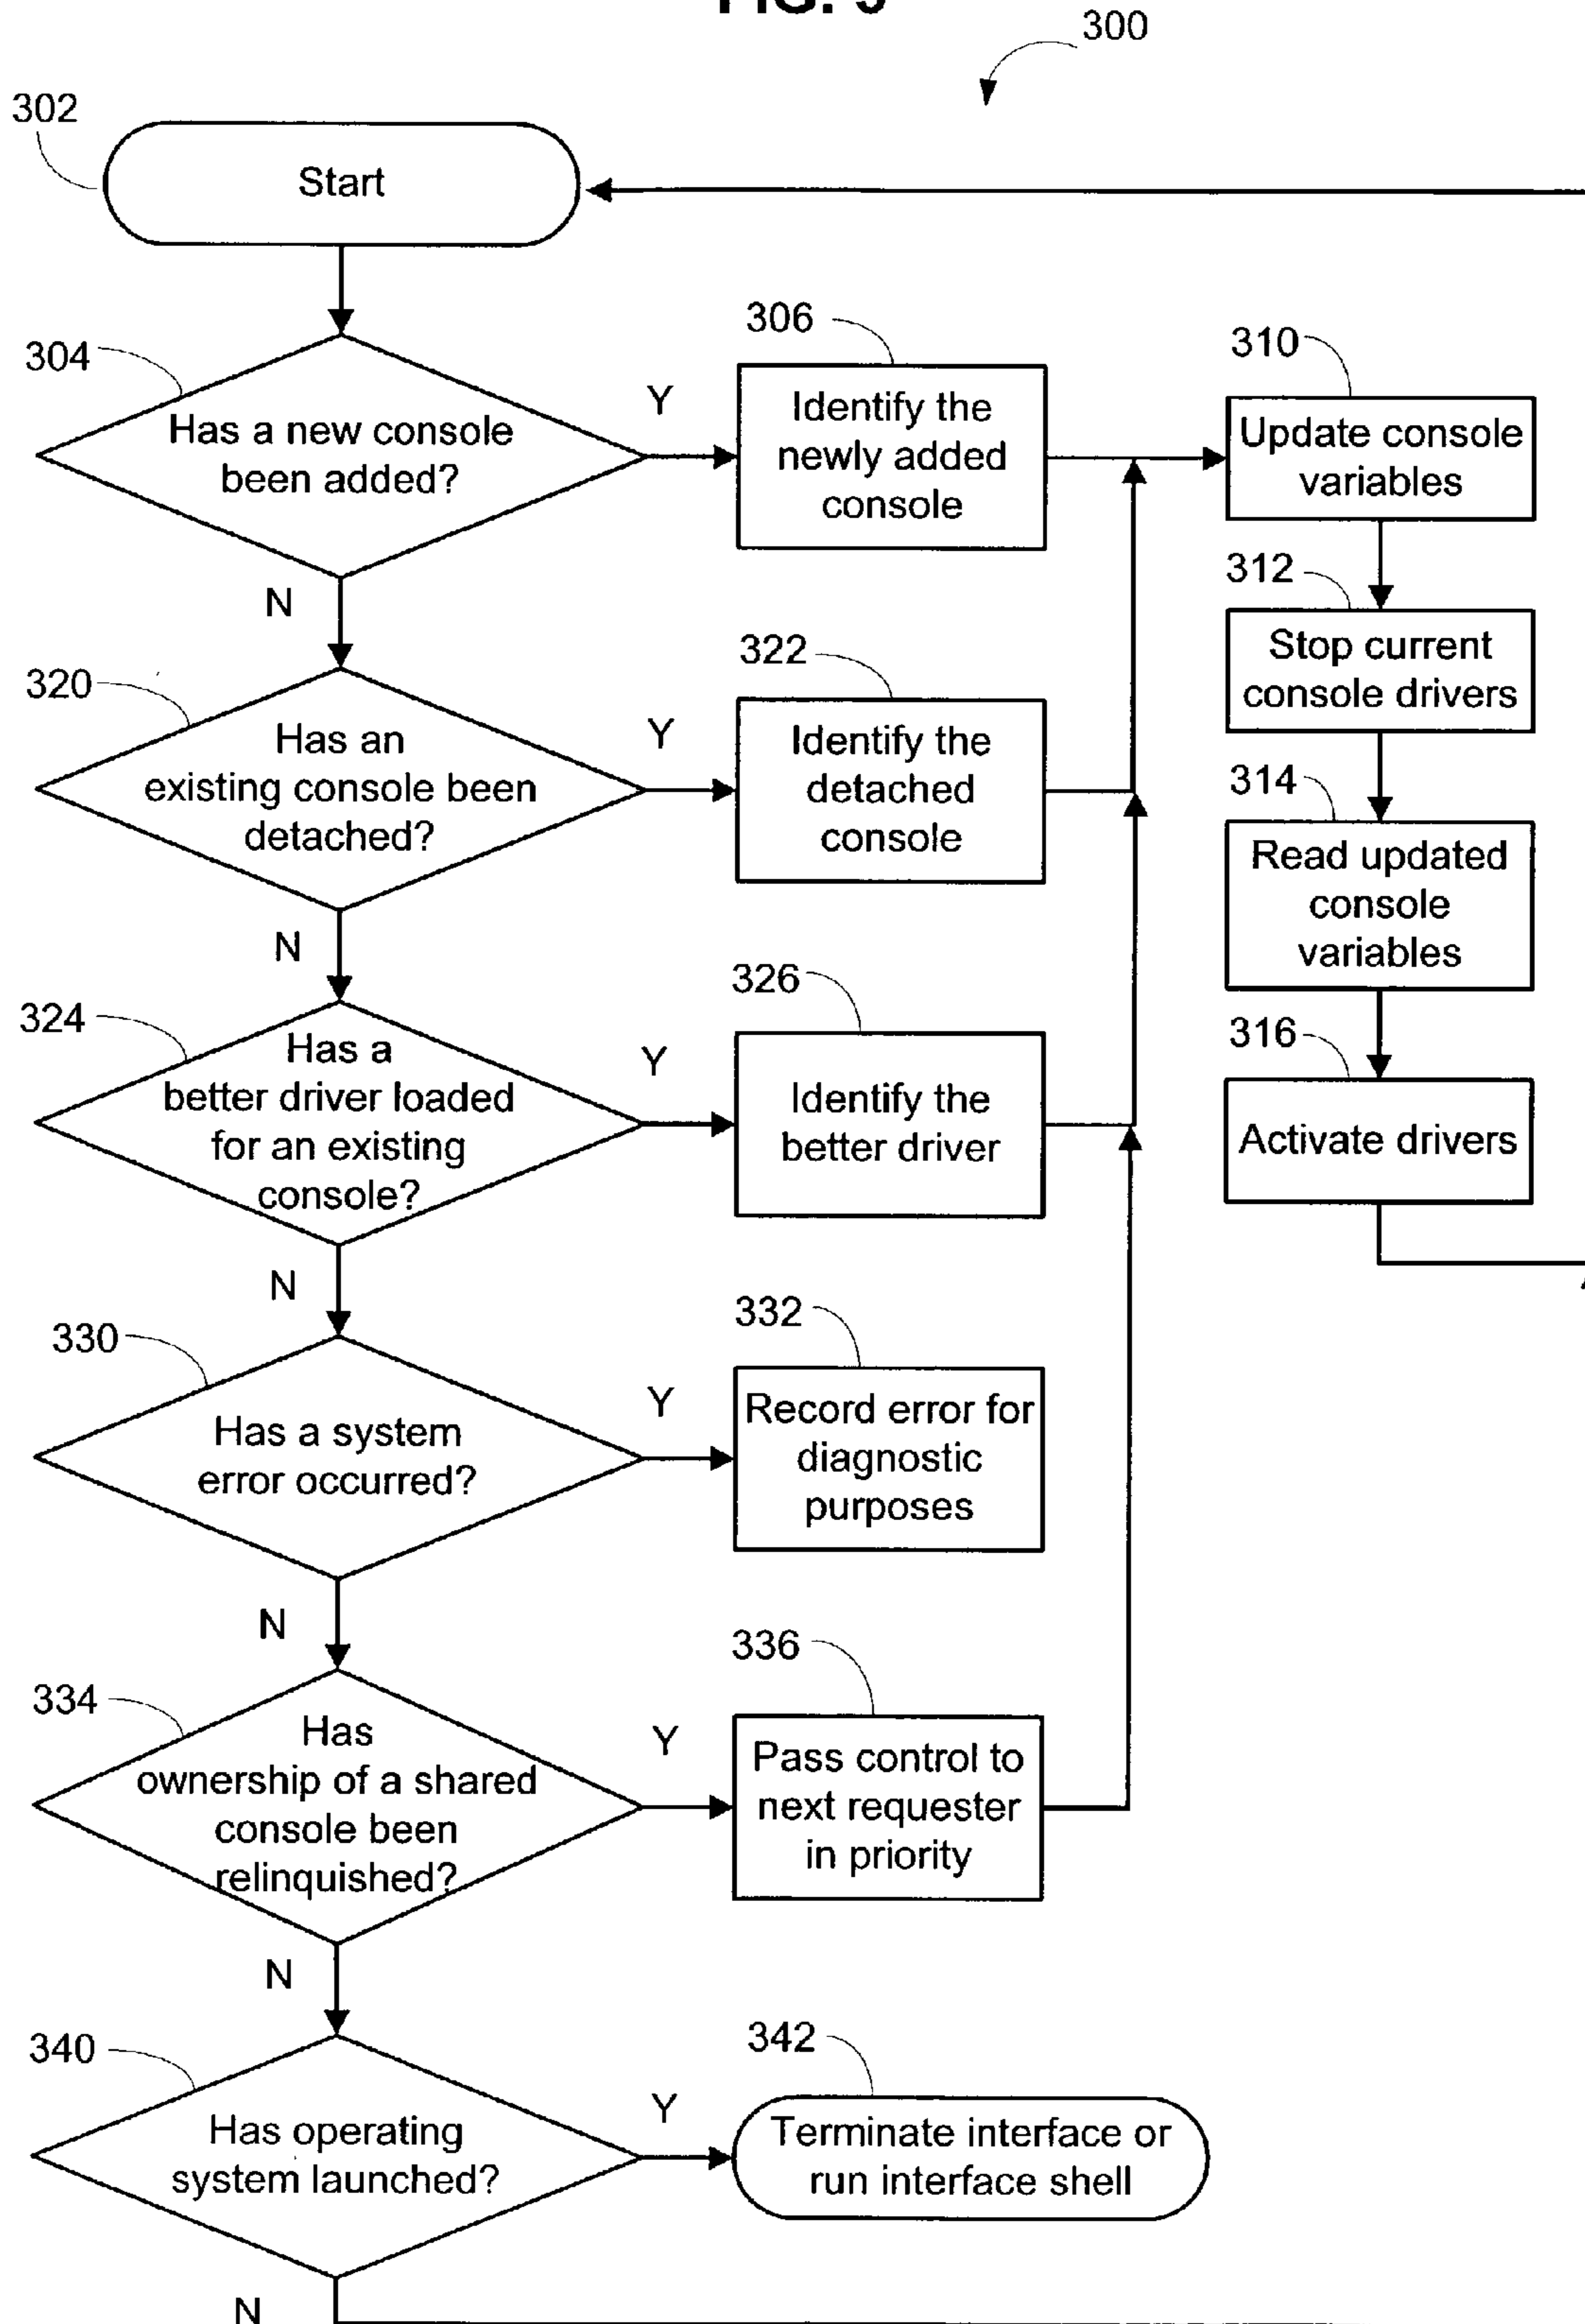 300
302
Start
304
Has a new console
been added?
Y
306
Identify the
newly added
console
310
Update console
variables
N
312
Stop current
console drivers
320
Has an
existing console been
detached?
Y
322
Identify the
detached
console
314
Read updated
console
variables
N
324
Has a
better driver loaded
for an existing
console?
Y
326
Identify the
better driver
316
Activate drivers
N
330
Has a system
error occurred?
Y
332
Record error for
diagnostic
purposes
N
334
Has
ownership of a shared
console been
relinquished?
Y
336
Pass control to
next requester
in priority
N
340
Has operating
system launched?
Y
342
Terminate interface or
run interface shell
N